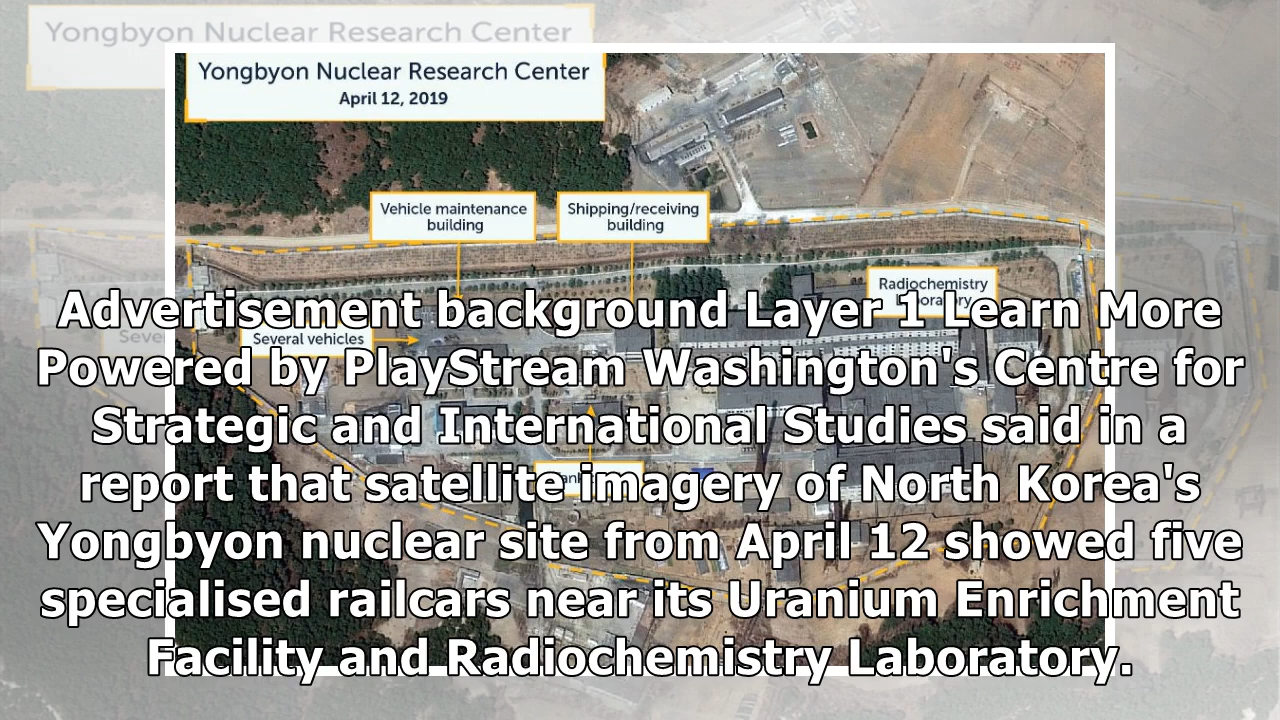 Yongbyon Nuclear Research Center
Yongbyon Nuclear Research Center
April 12, 2019
Vehicle maintenance
building
Shipping/receiving
building
Radiochemistry
Several vehicles
Advertisement background Layer 1 Learn More
Powered by PlayStream Washington's Centre for
Strategic and International Studies said in a
report that satellite imagery of North Korea's
Yongbyon nuclear site from April 12 showed five
specialised railcars near its Uranium Enrichment
Facility and Radiochemistry Laboratory.